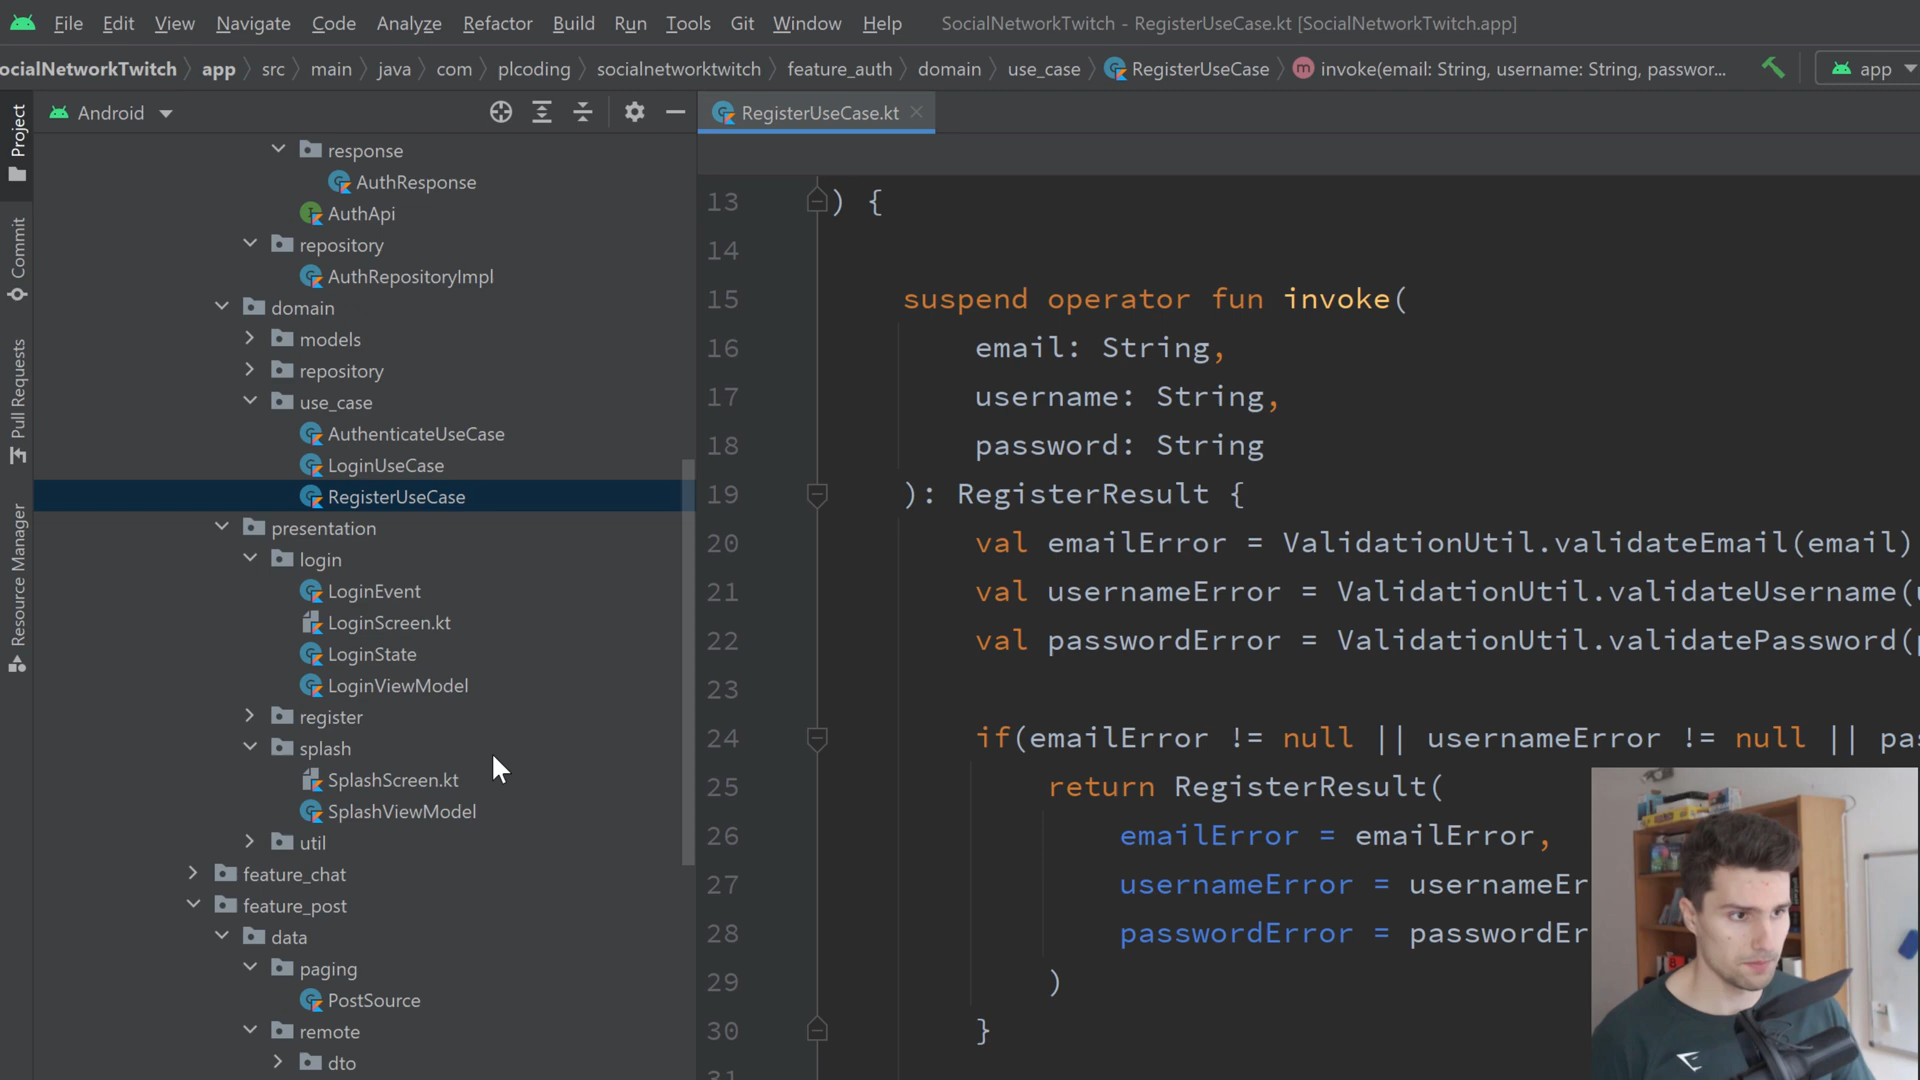 File Edit View Navigate Code Analyze Refactor Build Run Tools Git Window Help SocialNetworkTwitch - RegisterUseCase.kt [SocialNetworkTwitch.app]
ocialNetworkTwitch app src main java com plcoding socialnetworktwitch feature_auth domain use_case RegisterUseCase invoke(email: String, username: String, passwor... app
Project
Commit
Pull Requests
Resource Manager
Android
response
AuthResponse
AuthApi
repository
AuthRepositoryImpl
domain
models
repository
use_case
AuthenticateUseCase
LoginUseCase
RegisterUseCase
presentation
login
LoginEvent
LoginScreen.kt
LoginState
LoginViewModel
register
splash
SplashScreen.kt
SplashViewModel
util
feature_chat
feature_post
data
paging
PostSource
remote
dto
RegisterUseCase.kt
13 ) {
14
15 suspend operator fun invoke(
16 email: String,
17 username: String,
18 password: String
19 ): RegisterResult {
20 val emailError = ValidationUtil.validateEmail(email)
21 val usernameError = ValidationUtil.validateUsername(
22 val passwordError = ValidationUtil.validatePassword(
23
24 if(emailError != null || usernameError != null || pas
25 return RegisterResult(
26 emailError = emailError,
27 usernameError = usernameEr
28 passwordError = passwordEr
29 )
30 }
31